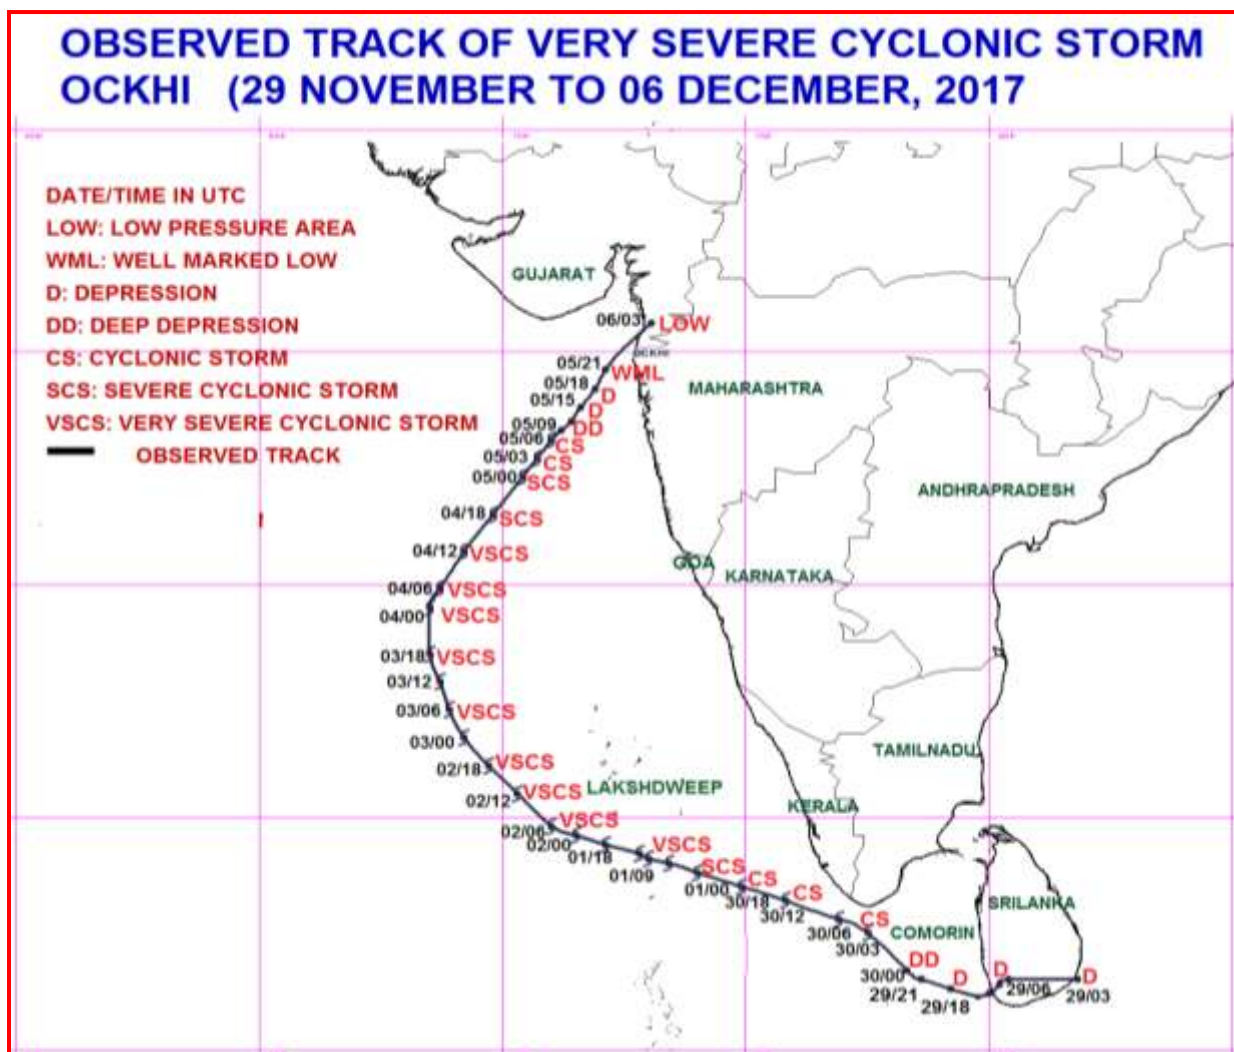 OBSERVED TRACK OF VERY SEVERE CYCLONIC STORM
OCKHI (29 NOVEMBER TO 06 DECEMBER, 2017
DATE/TIME IN UTC
LOW: LOW PRESSURE AREA
WML: WELL MARKED LOW
D: DEPRESSION
DD: DEEP DEPRESSION
CS: CYCLONIC STORM
SCS: SEVERE CYCLONIC STORM
VSCS: VERY SEVERE CYCLONIC STORM
OBSERVED TRACK
GUJARAT
06/03 LOW
OCKHI
05/21 WML
MAHARASHTRA
05/18 D
05/15 D
05/09 DD
05/06 CS
05/03 CS
05/00 SCS
ANDHRAPRADESH
04/18 SCS
04/12 VSCS
GOA
KARNATAKA
04/06 VSCS
04/00 VSCS
03/18 VSCS
03/12
03/06 VSCS
03/00
TAMILNADU
02/18 VSCS
LAKSHDWEEP
02/12 VSCS
KERALA
02/06 VSCS
02/00
01/18 VSCS
01/09
SCS
01/00 CS
30/18 CS
30/12
SRILANKA
30/06 CS
30/03
COMORIN
DD
30/00 D D D
29/21
29/18
29/06
29/03